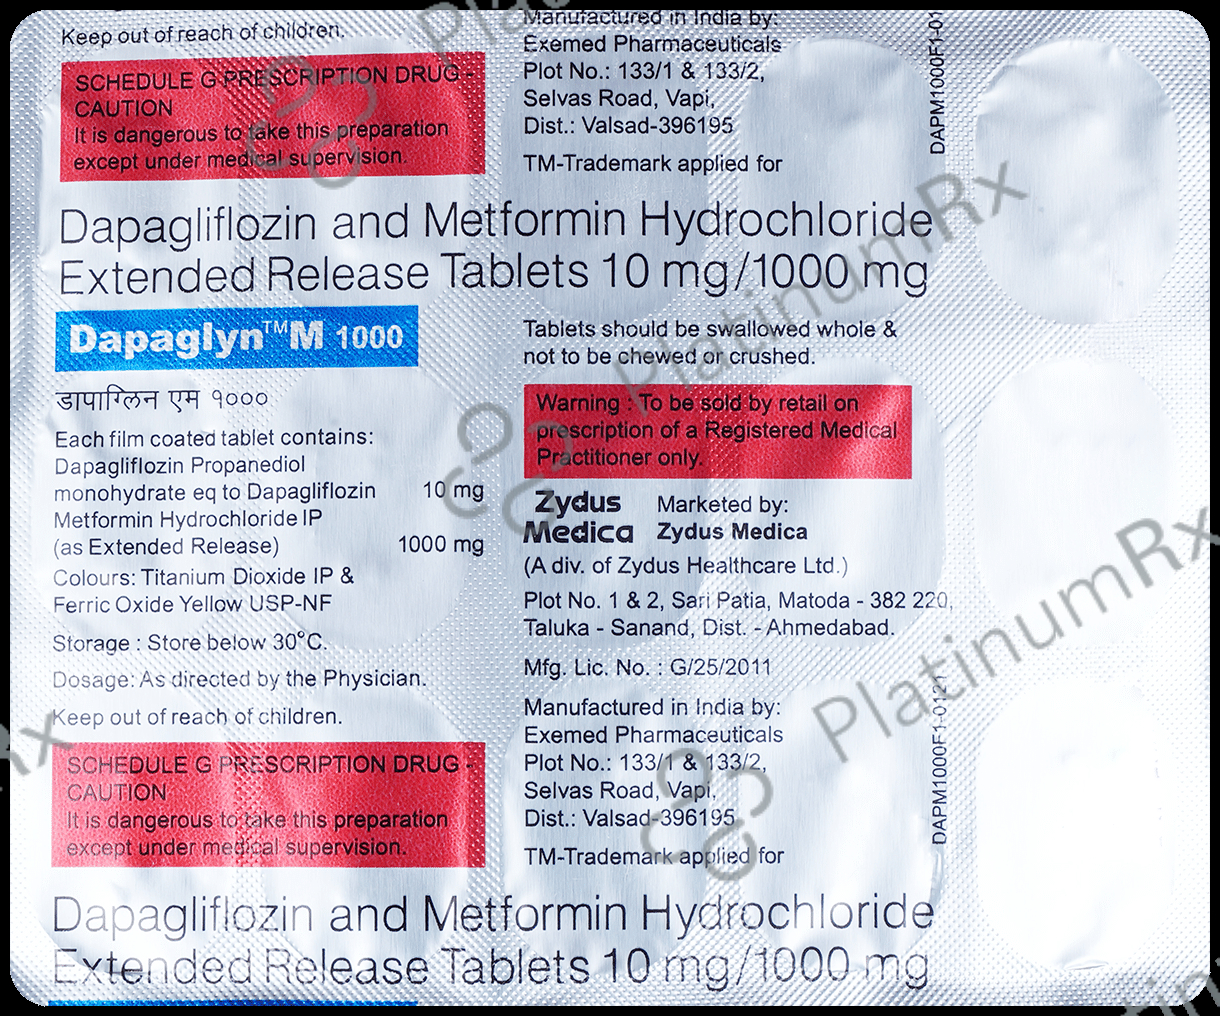 Keep out of reach of children.
SCHEDULE G PRESCRIPTION DRUG -
CAUTION
It is dangerous to take this preparation
except under medical supervision.
Manufactured in India by:
Exemed Pharmaceuticals
Plot No.: 133/1 & 133/2,
Selvas Road, Vapi,
Dist.: Valsad-396195
TM-Trademark applied for
DAPM1000F1-01
Dapagliflozin and Metformin Hydrochloride
Extended Release Tablets 10 mg/1000 mg
Dapaglyn™ M 1000
डापाग्लिन एम १०००
Each film coated tablet contains:
Dapagliflozin Propanediol
monohydrate eq to Dapagliflozin 10 mg
Metformin Hydrochloride IP
(as Extended Release) 1000 mg
Colours: Titanium Dioxide IP &
Ferric Oxide Yellow USP-NF
Storage : Store below 30°C.
Dosage: As directed by the Physician.
Keep out of reach of children.
SCHEDULE G PRESCRIPTION DRUG -
CAUTION
It is dangerous to take this preparation
except under medical supervision.
Tablets should be swallowed whole &
not to be chewed or crushed.
Warning : To be sold by retail on
prescription of a Registered Medical
Practitioner only.
Zydus
Medica
Marketed by:
Zydus Medica
(A div. of Zydus Healthcare Ltd.)
Plot No. 1 & 2, Sari Patia, Matoda - 382 220,
Taluka - Sanand, Dist. - Ahmedabad.
Mfg. Lic. No. : G/25/2011
Manufactured in India by:
Exemed Pharmaceuticals
Plot No.: 133/1 & 133/2,
Selvas Road, Vapi,
Dist.: Valsad-396195
TM-Trademark applied for
DAPM1000F1-0121
Dapagliflozin and Metformin Hydrochloride
Extended Release Tablets 10 mg/1000 mg
PlatinumRx
PlatinumRx
Platinum
Rx